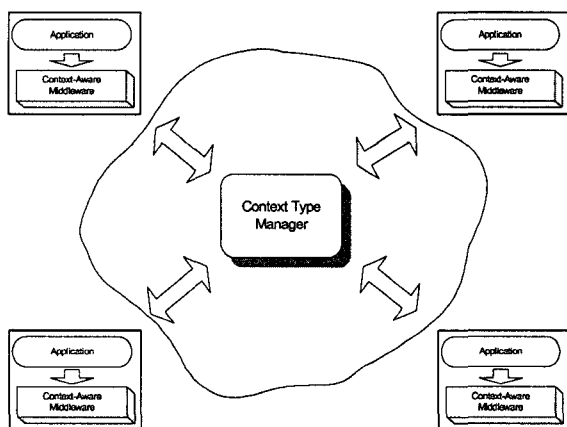 Application
Context-Aware
Middleware
Application
Context-Aware
Middleware
Context Type
Manager
Application
Context-Aware
Middleware
Application
Context-Aware
Middleware